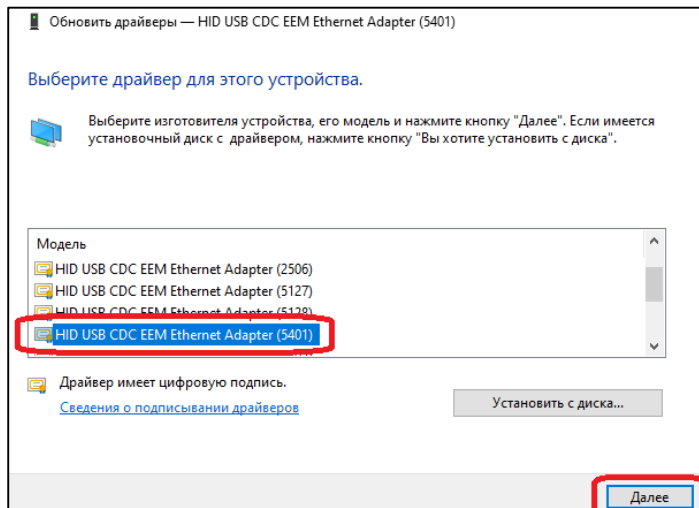 Обновить драйверы — HID USB CDC EEM Ethernet Adapter (5401)
Выберите драйвер для этого устройства.
Выберите изготовителя устройства, его модель и нажмите кнопку "Далее". Если имеется
установочный диск с драйвером, нажмите кнопку "Вы хотите установить с диска".
Модель
HID USB CDC EEM Ethernet Adapter (2506)
HID USB CDC EEM Ethernet Adapter (5127)
HID USB CDC EEM Ethernet Adapter (5128)
HID USB CDC EEM Ethernet Adapter (5401)
Драйвер имеет цифровую подпись.
Сведения о подписывании драйверов
Установить с диска...
Далее